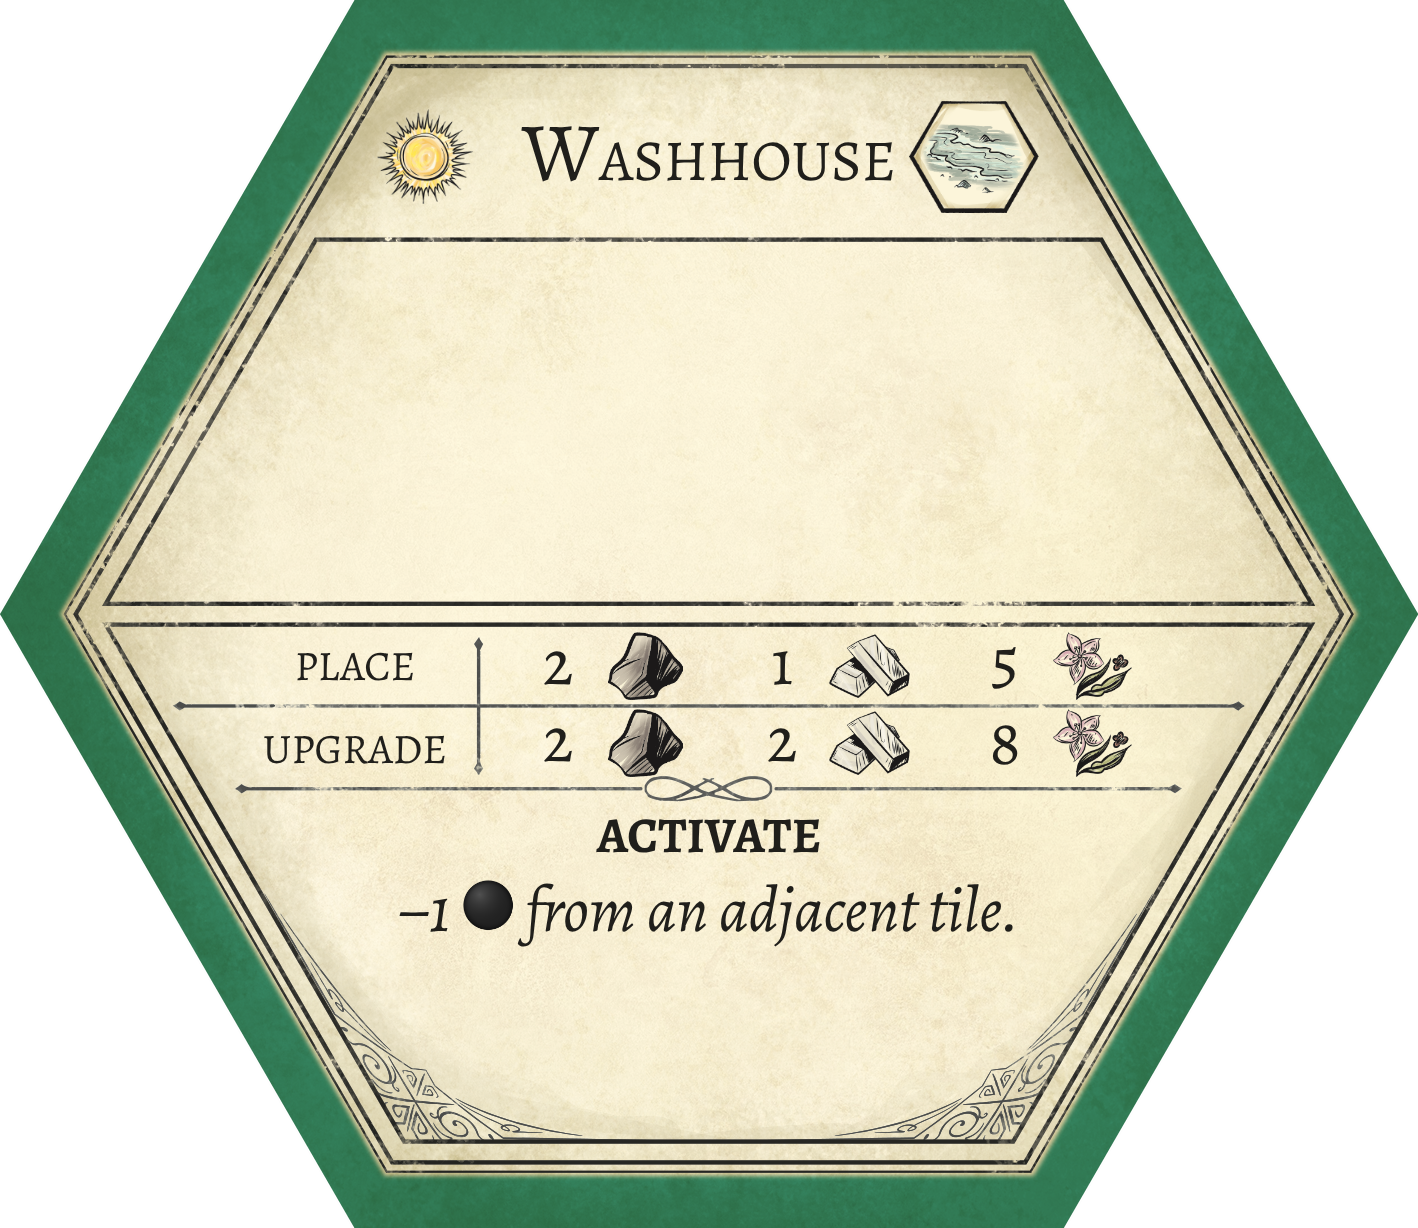 Washhouse
PLACE 2 1 5
UPGRADE 2 2 8
ACTIVATE
–1 from an adjacent tile.